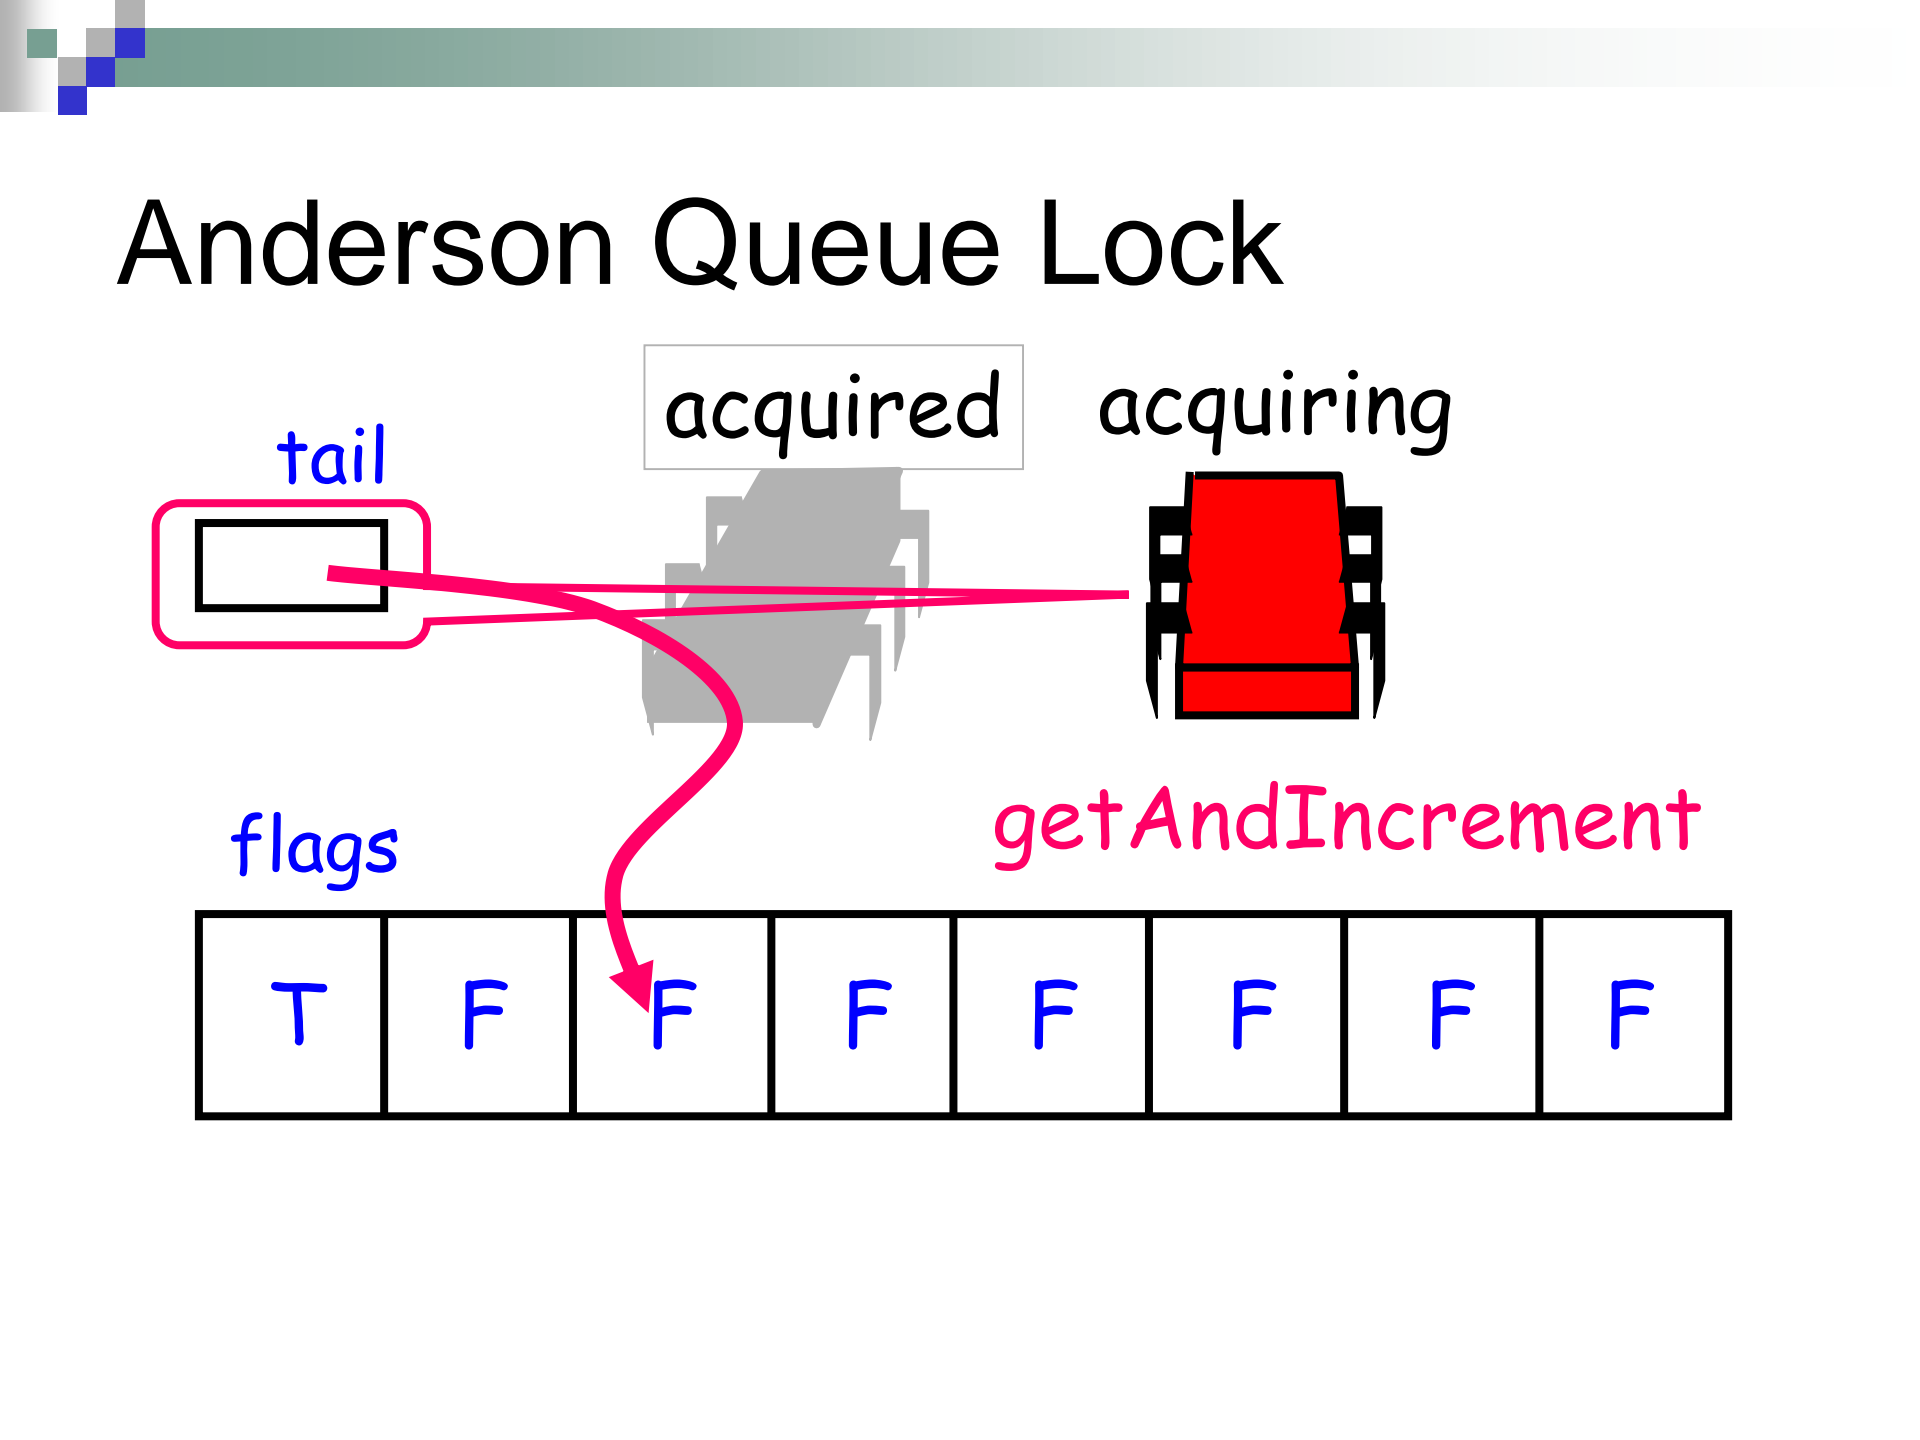 Anderson Queue Lock
acquired
acquiring
tail
getAndIncrement
flags
T F F F F F F F